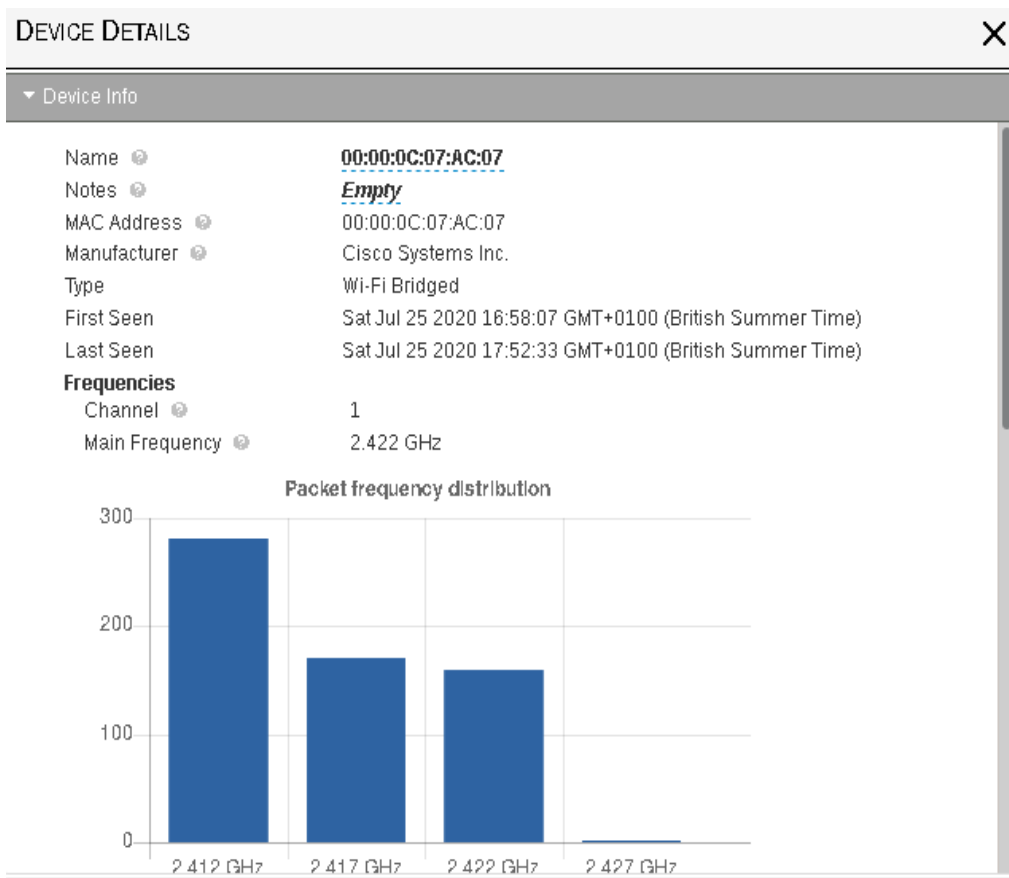 DEVICE DETAILS
Device Info
Name 00:00:0C:07:AC:07
Notes Empty
MAC Address 00:00:0C:07:AC:07
Manufacturer Cisco Systems Inc.
Type Wi-Fi Bridged
First Seen Sat Jul 25 2020 16:58:07 GMT+0100 (British Summer Time)
Last Seen Sat Jul 25 2020 17:52:33 GMT+0100 (British Summer Time)
Frequencies
Channel 1
Main Frequency 2.422 GHz
Packet frequency distribution
300
200
100
0
2.412 GHz 2.417 GHz 2.422 GHz 2.427 GHz